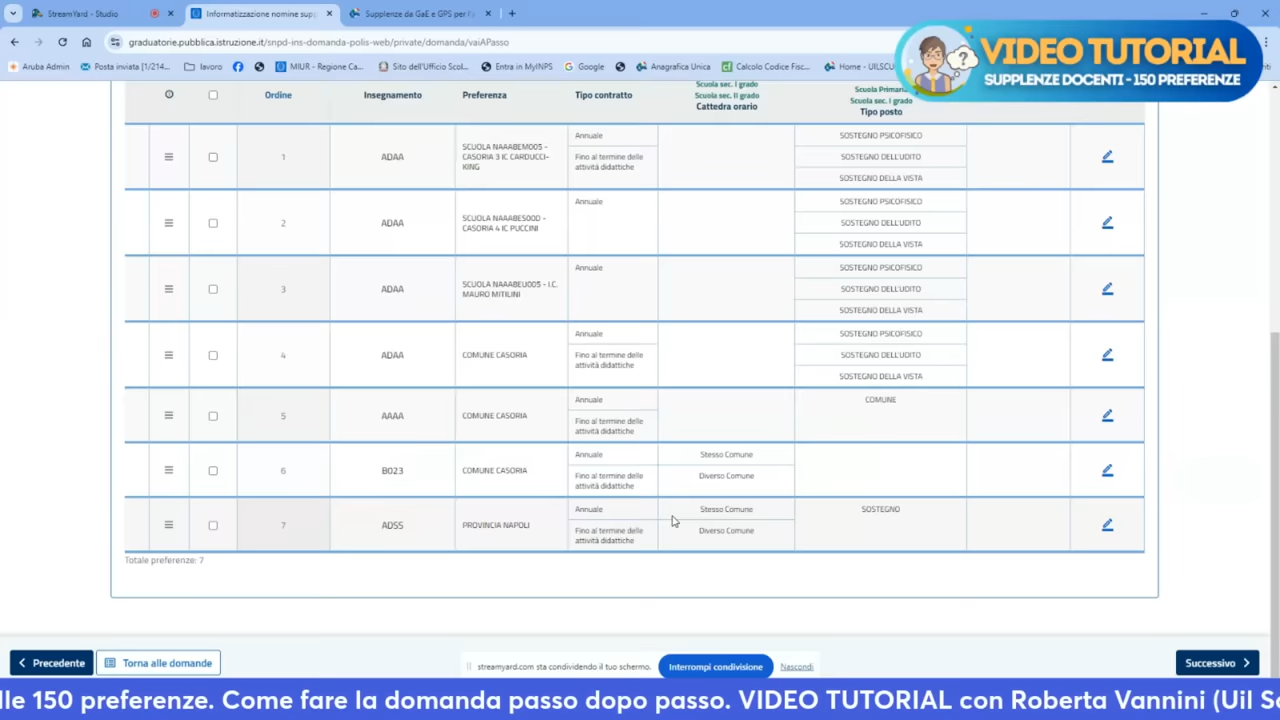 StreamYard - Studio
Informatizzazione nomine supp
Supplenze da GaE e GPS per l'
graduatorie.pubblica.istruzione.it/snpd-ins-domanda-polis-web/private/domanda/vaiAPasso
Aruba Admin
Posta inviata [1/214...
lavoro
MIUR - Regione Ca...
Sito dell'Ufficio Scol...
Entra in MyINPS
Google
Anagrafica Unica
Calcolo Codice Fisc...
Home - UILSCU
VIDEO TUTORIAL
SUPPLENZE DOCENTI - 150 PREFERENZE
Ordine
Insegnamento
Preferenza
Tipo contratto
Scuola sec. I grado
Scuola sec. II grado
Cattedra orario
Scuola Primaria
Scuola sec. I grado
Tipo posto
1
ADAA
SCUOLA NAAA8EM005 -
CASORIA 3 IC CARDUCCI-
KING
Annuale
Fino al termine delle
attività didattiche
SOSTEGNO PSICOFISICO
SOSTEGNO DELL'UDITO
SOSTEGNO DELLA VISTA
2
ADAA
SCUOLA NAAA8ES00D -
CASORIA 4 IC PUCCINI
Annuale
SOSTEGNO PSICOFISICO
SOSTEGNO DELL'UDITO
SOSTEGNO DELLA VISTA
3
ADAA
SCUOLA NAAA8EU005 - I.C.
MAURO MITILINI
Annuale
SOSTEGNO PSICOFISICO
SOSTEGNO DELL'UDITO
SOSTEGNO DELLA VISTA
4
ADAA
COMUNE CASORIA
Annuale
Fino al termine delle
attività didattiche
SOSTEGNO PSICOFISICO
SOSTEGNO DELL'UDITO
SOSTEGNO DELLA VISTA
5
AAAA
COMUNE CASORIA
Annuale
Fino al termine delle
attività didattiche
COMUNE
6
B023
COMUNE CASORIA
Annuale
Fino al termine delle
attività didattiche
Stesso Comune
Diverso Comune
7
ADSS
PROVINCIA NAPOLI
Annuale
Fino al termine delle
attività didattiche
Stesso Comune
Diverso Comune
SOSTEGNO
Totale preferenze: 7
Precedente
Torna alle domande
streamyard.com sta condividendo il tuo schermo.
Interrompi condivisione
Nascondi
Successivo
lle 150 preferenze. Come fare la domanda passo dopo passo. VIDEO TUTORIAL con Roberta Vannini (Uil Sc